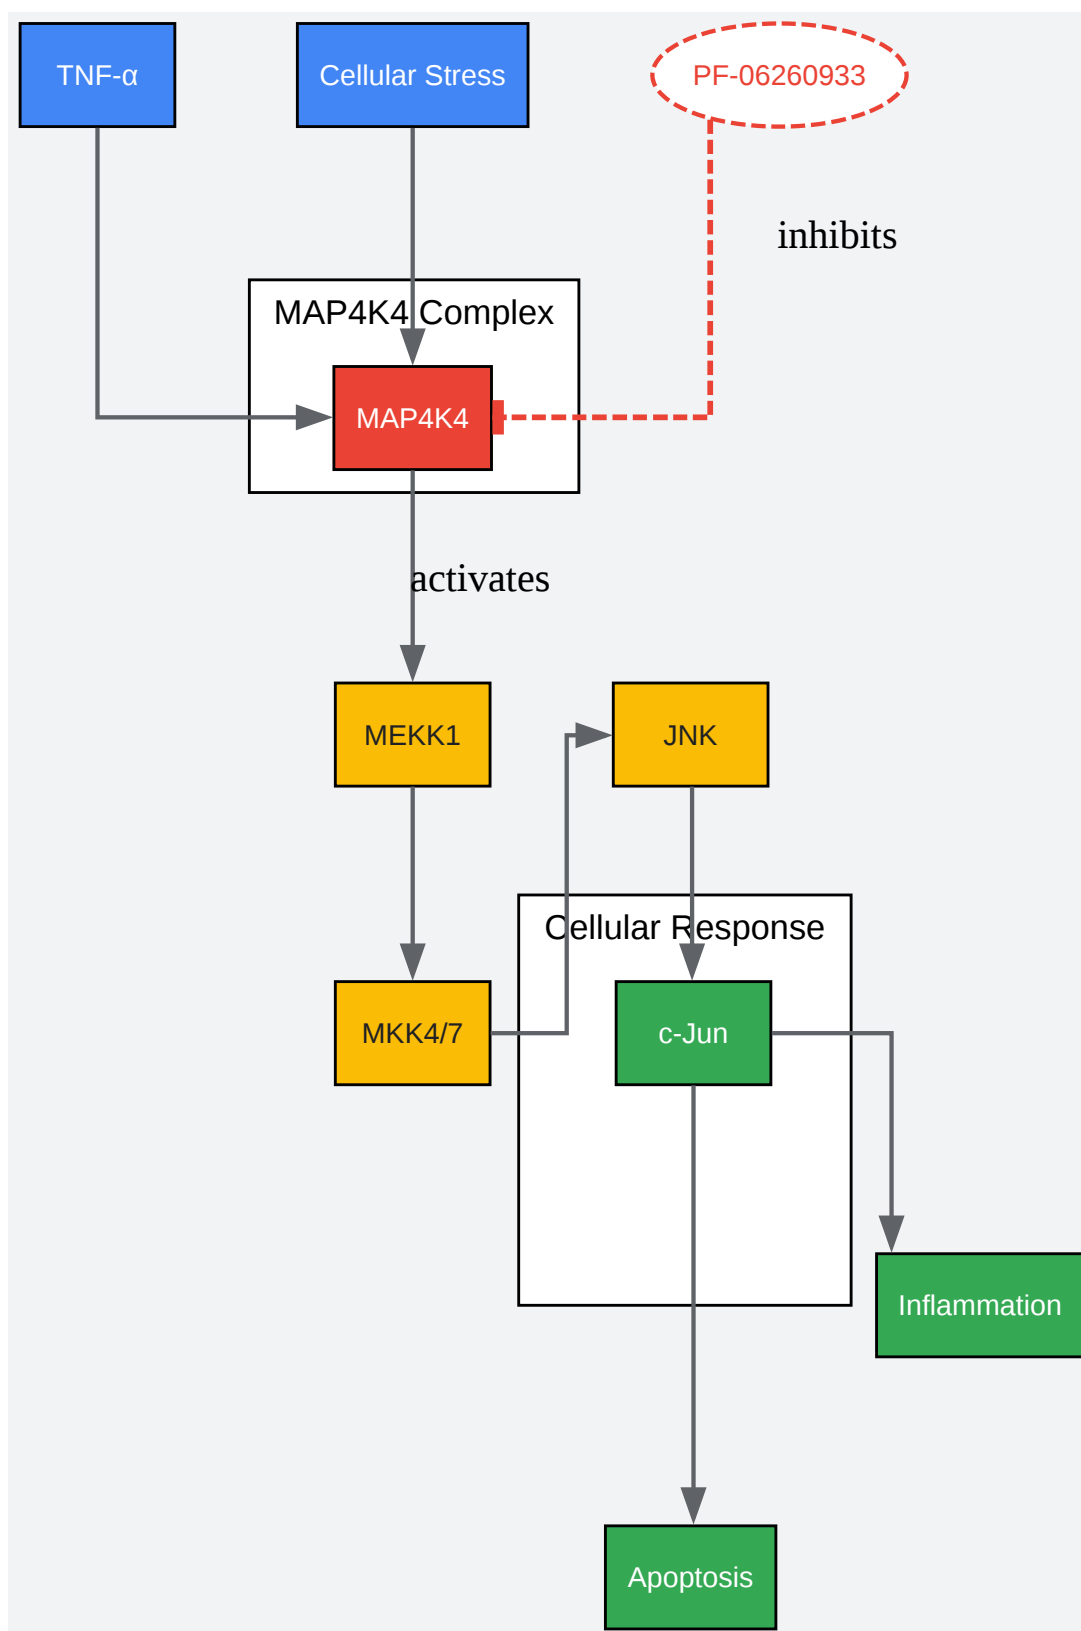 TNF-α
Cellular Stress
PF-06260933
inhibits
MAP4K4 Complex
MAP4K4
activates
MEKK1
JNK
Cellular Response
MKK4/7
c-Jun
Inflammation
Apoptosis